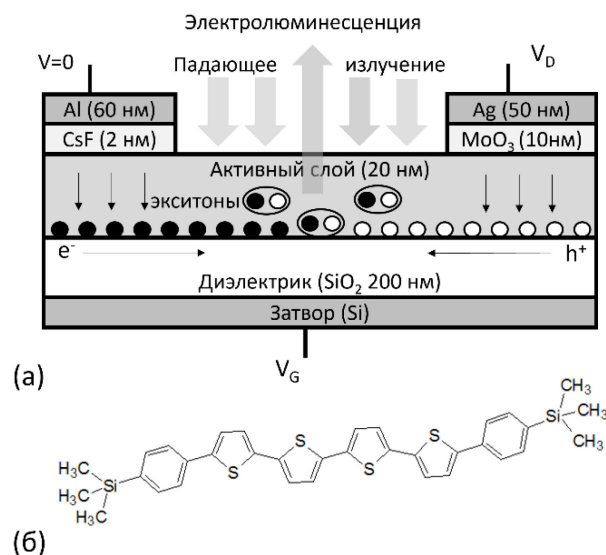 Электролюминесценция
V=0 Падающее излучение V_D
Al (60 нм) Ag (50 нм)
CsF (2 нм) MoO₃ (10нм)
Активный слой (20 нм)
экситоны
e⁻ h⁺
Диэлектрик (SiO₂ 200 нм)
Затвор (Si)
V_G
(а)
CH₃
Si CH₃
CH₃
S S
S S
H₃C
H₃C Si
H₃C
(б)